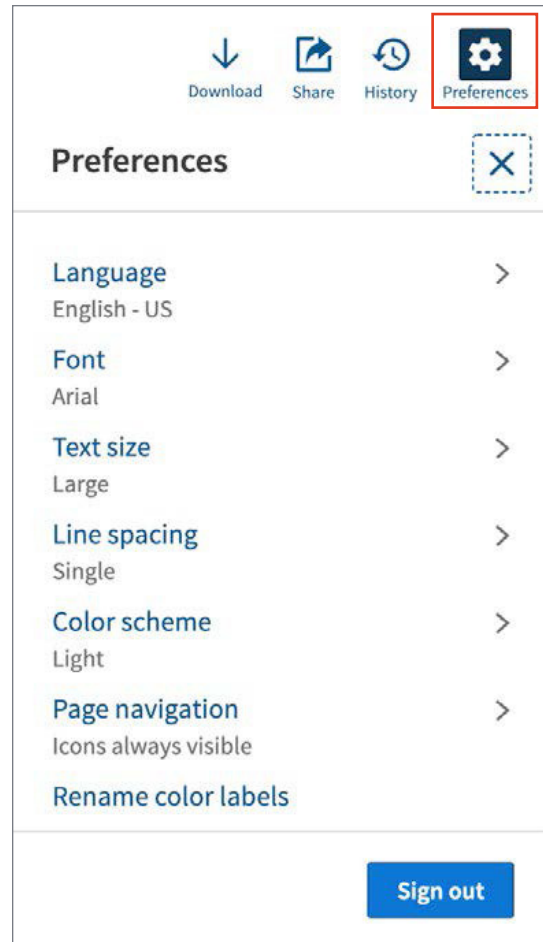 Download Share History Preferences
Preferences
Language
English - US
Font
Arial
Text size
Large
Line spacing
Single
Color scheme
Light
Page navigation
Icons always visible
Rename color labels
Sign out